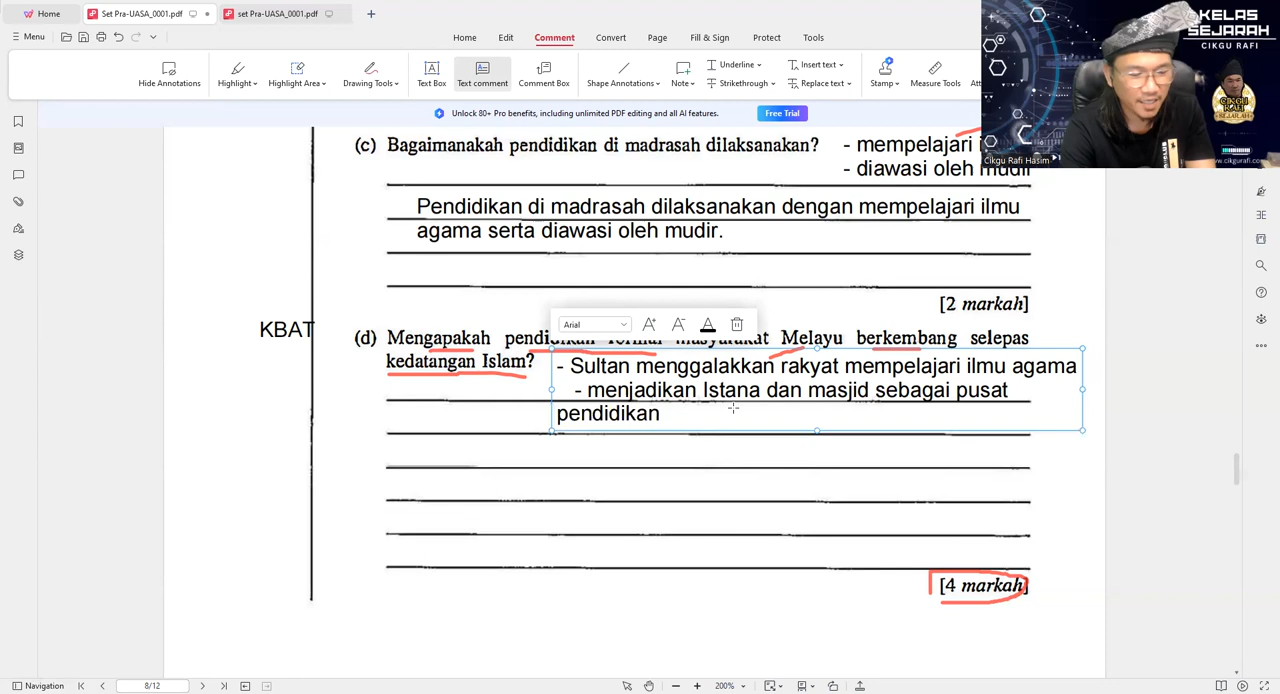 Home
Set Pra-UASA_0001.pdf
set Pra-UASA_0001.pdf
Menu
Home Edit Comment Convert Page Fill & Sign Protect Tools
Hide Annotations Highlight Highlight Area Drawing Tools Text Box Text comment Comment Box Shape Annotations Note Underline Strikethrough Insert text Replace text Stamp Measure Tools
Unlock 80+ Pro benefits, including unlimited PDF editing and all AI features. Free Trial
KELAS
SEJARAH
CIKGU RAFI
CIKGU
RAFI
SEJARAH
www.cikgurafi.com
Cikgu Rafi Hasim
(c) Bagaimanakah pendidikan di madrasah dilaksanakan? - mempelajari
- diawasi oleh mudir
Pendidikan di madrasah dilaksanakan dengan mempelajari ilmu
agama serta diawasi oleh mudir.
[2 markah]
Arial
KBAT
(d) Mengapakah pendidikan formal masyarakat Melayu berkembang selepas
kedatangan Islam?
- Sultan menggalakkan rakyat mempelajari ilmu agama
- menjadikan Istana dan masjid sebagai pusat
pendidikan
[4 markah]
Navigation 8/12 200%